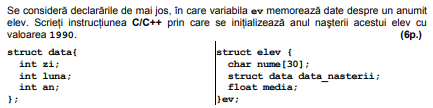 Se consideră declarările de mai jos, în care variabila ev memorează date despre un anumit
elev. Scrieți instrucțiunea C/C++ prin care se inițializează anul nașterii acestui elev cu
valoarea 1990. (6p.)
struct data{
int zi;
int luna;
int an;
};
struct elev {
char nume[30];
struct data data_nasterii;
float media;
}ev;